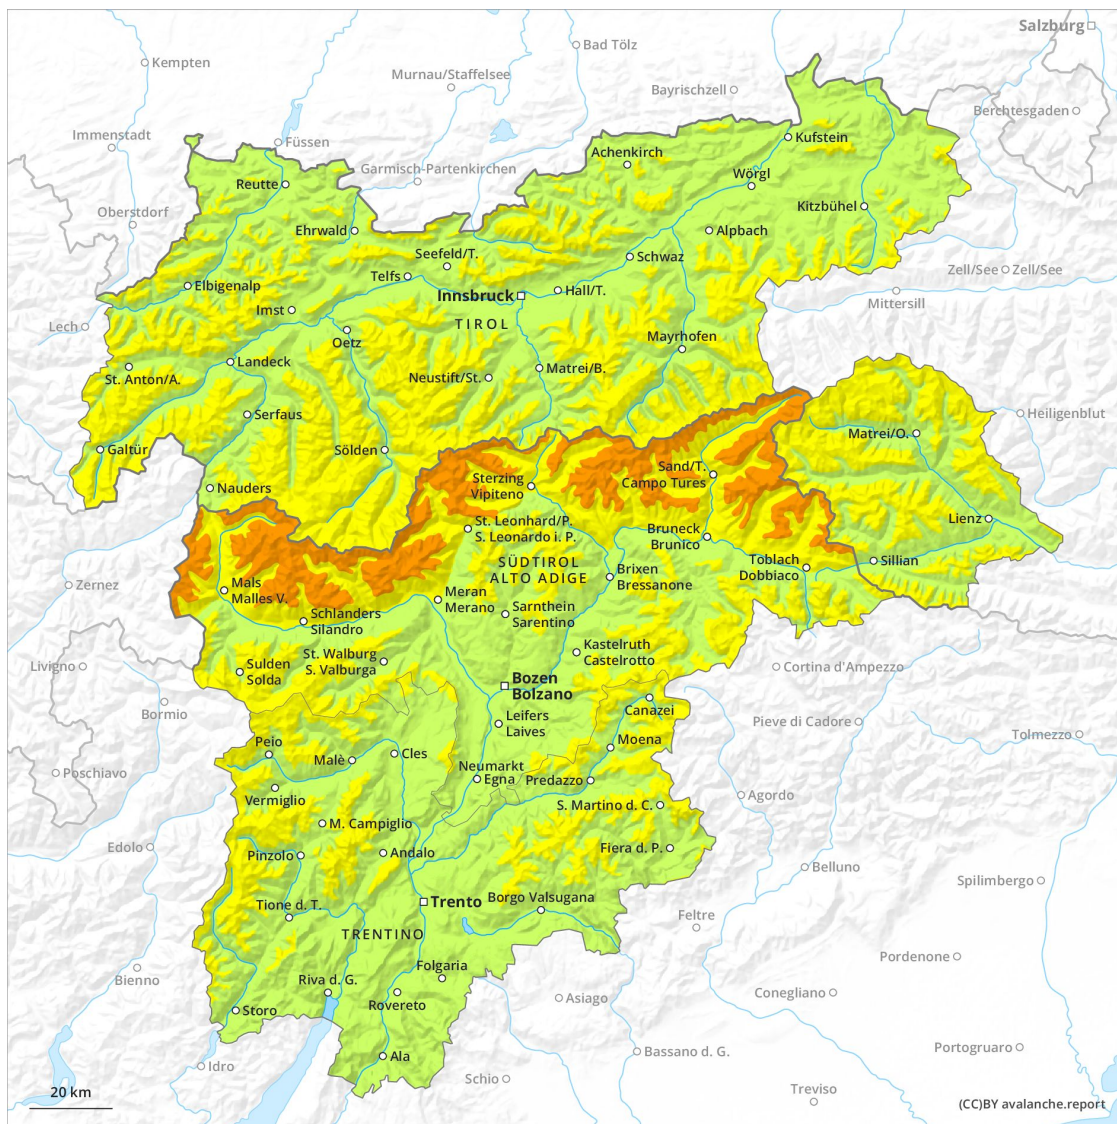 Salzburg
Bad Tölz
Kempten
Murnau/Staffelsee
Bayrischzell
Berchtesgaden
Immenstadt
Füssen
Kufstein
Achenkirch
Garmisch-Partenkirchen
Wörgl
Reutte
Kitzbühel
Oberstdorf
Ehrwald
Alpbach
Seefeld/T.
Schwaz
Zell/See
Zell/See
Telfs
Elbigenalp
Hall/T.
Innsbruck
Mittersill
Imst
TIROL
Lech
Oetz
Mayrhofen
Landeck
Matrei/B.
St. Anton/A.
Neustift/St.
Serfaus
Heiligenblut
Matrei/O.
Galtür
Sölden
Sterzing
Vipiteno
Sand/T.
Campo Tures
Nauders
St. Leonhard/P.
S. Leonardo i. P.
Lienz
Bruneck
Brunico
SÜDTIROL
ALTO ADIGE
Brixen
Bressanone
Toblach
Dobbiaco
Sillian
Zernez
Mals
Malles V.
Meran
Merano
Sarnthein
Sarentino
Schlanders
Silandro
St. Walburg
S. Valburga
Kastelruth
Castelrotto
Livigno
Sulden
Solda
Cortina d'Ampezzo
Bozen
Bolzano
Bormio
Canazei
Leifers
Laives
Pieve di Cadore
Tolmezzo
Peio
Moena
Malè
Cles
Poschiavo
Neumarkt
Egna
Predazzo
Vermiglio
Agordo
S. Martino d. C.
M. Campiglio
Edolo
Pinzolo
Andalo
Fiera d. P.
Belluno
Spilimbergo
Tione d. T.
Trento
Borgo Valsugana
Feltre
TRENTINO
Pordenone
Folgaria
Bienno
Riva d. G.
Rovereto
Asiago
Conegliano
Storo
Ala
Bassano d. G.
Portogruaro
Idro
Schio
Treviso
20 km
(CC)BY avalanche.report